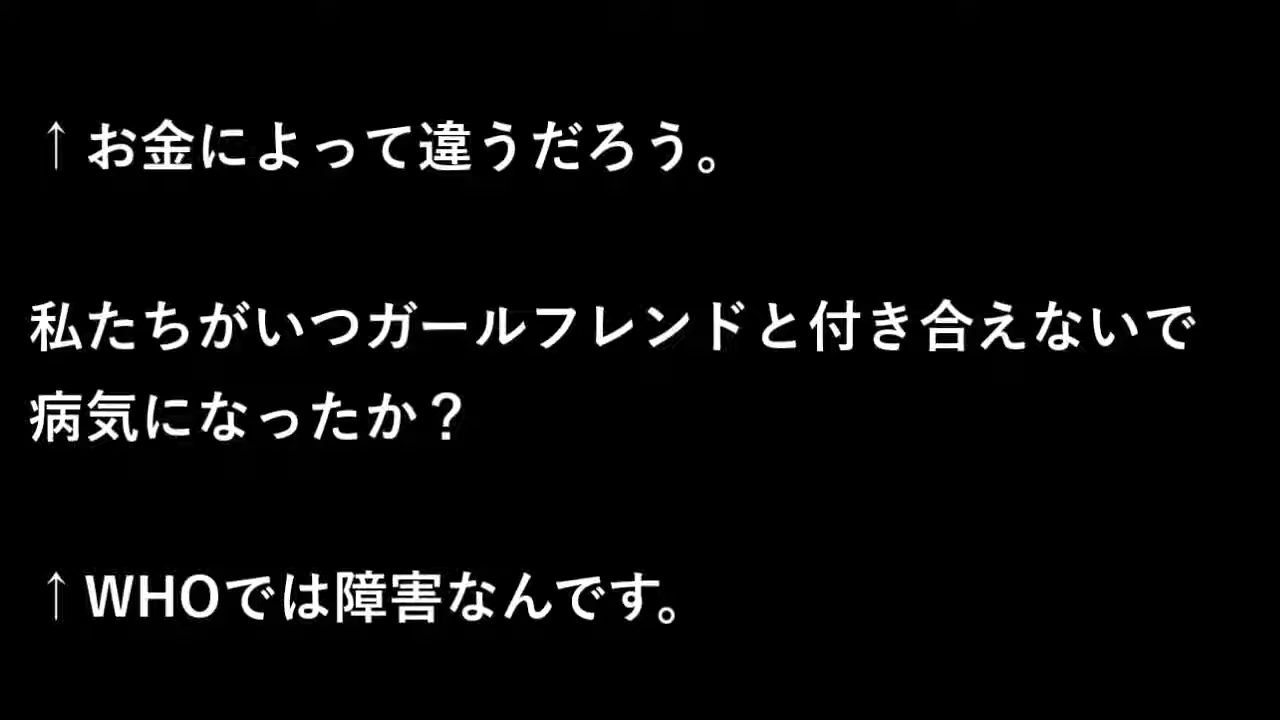 ↑お金によって違うだろう。
私たちがいつガールフレンドと付き合えないで
病気になったか？
↑WHOでは障害なんです。